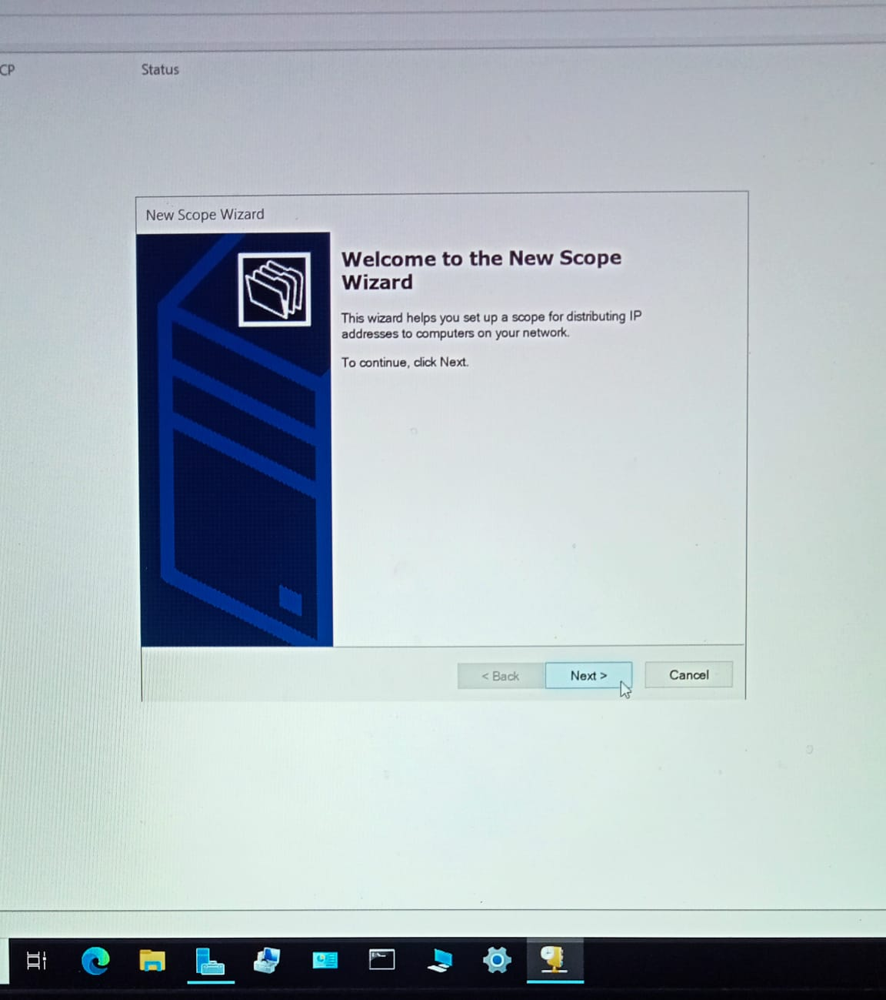 CP
Status
New Scope Wizard
Welcome to the New Scope
Wizard
This wizard helps you set up a scope for distributing IP
addresses to computers on your network.
To continue, click Next.
< Back
Next >
Cancel